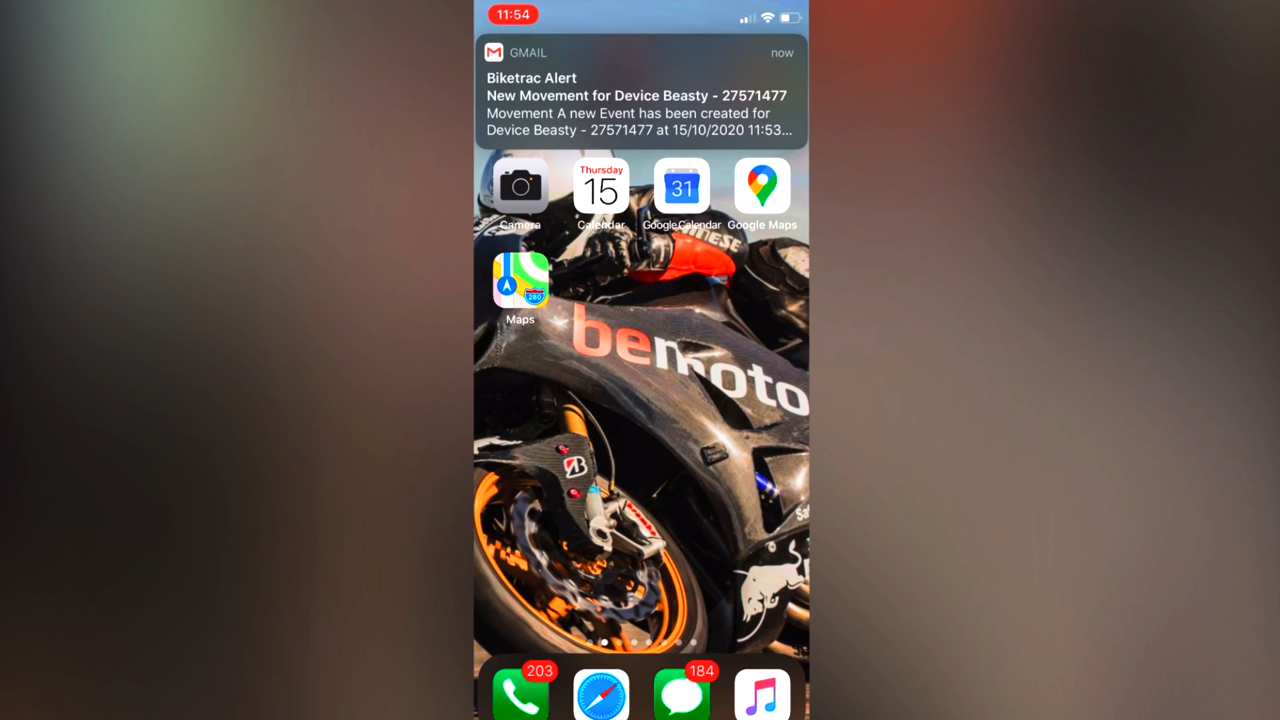 11:54
GMAIL
now
Biketrac Alert
New Movement for Device Beasty - 27571477
Movement A new Event has been created for
Device Beasty - 27571477 at 15/10/2020 11:53...
Thursday
15
31
Camera
Calendar
Google Calendar
Google Maps
280
Maps
bemoto
B
203
184